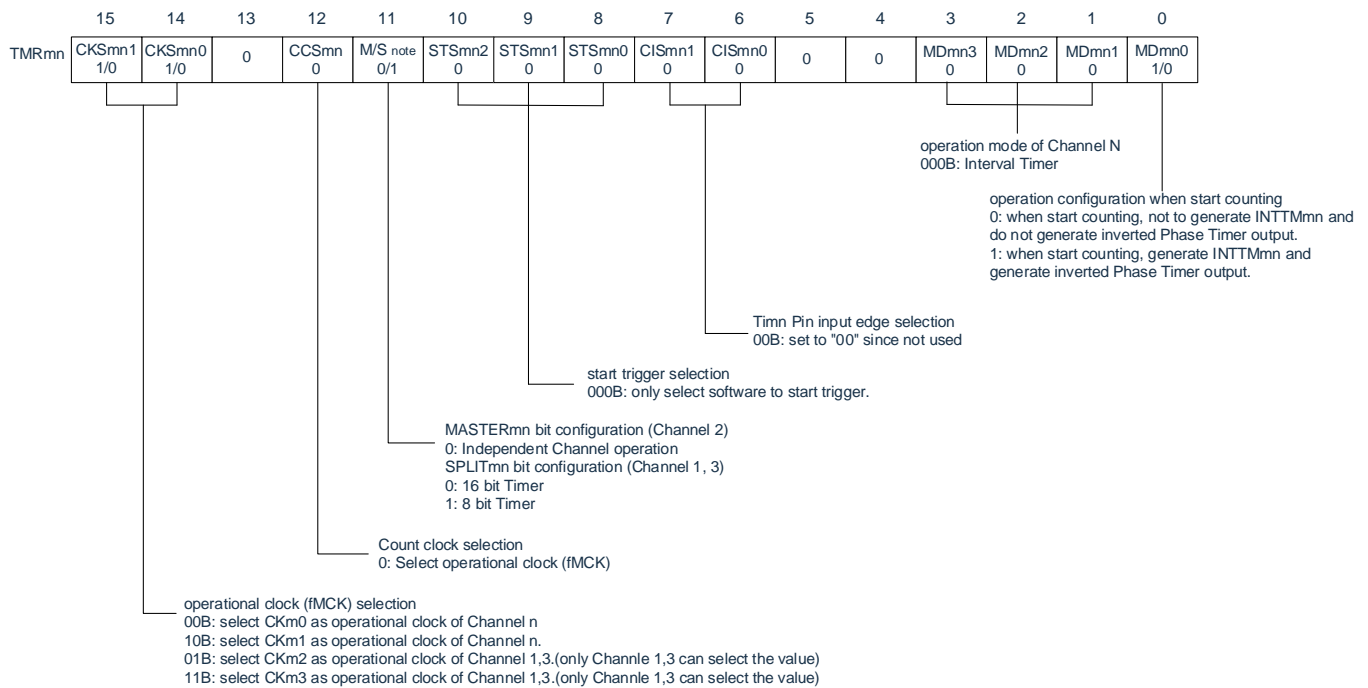 15 14 13 12 11 10 9 8 7 6 5 4 3 2 1 0
TMRmn CKSmn1 CKSmn0 0 CCSmn M/S note STSmn2 STSmn1 STSmn0 CISmn1 CISmn0 0 0 MDmn3 MDmn2 MDmn1 MDmn0
1/0 1/0 0 0/1 0 0 0 0 0 0 0 0 1/0
operation mode of Channel N
000B: Interval Timer
operation configuration when start counting
0: when start counting, not to generate INTTMmn and
do not generate inverted Phase Timer output.
1: when start counting, generate INTTMmn and
generate inverted Phase Timer output.
Timn Pin input edge selection
00B: set to "00" since not used
start trigger selection
000B: only select software to start trigger.
MASTERmn bit configuration (Channel 2)
0: Independent Channel operation
SPLITmn bit configuration (Channel 1, 3)
0: 16 bit Timer
1: 8 bit Timer
Count clock selection
0: Select operational clock (fMCK)
operational clock (fMCK) selection
00B: select CKm0 as operational clock of Channel n
10B: select CKm1 as operational clock of Channel n.
01B: select CKm2 as operational clock of Channel 1,3.(only Channle 1,3 can select the value)
11B: select CKm3 as operational clock of Channel 1,3.(only Channle 1,3 can select the value)